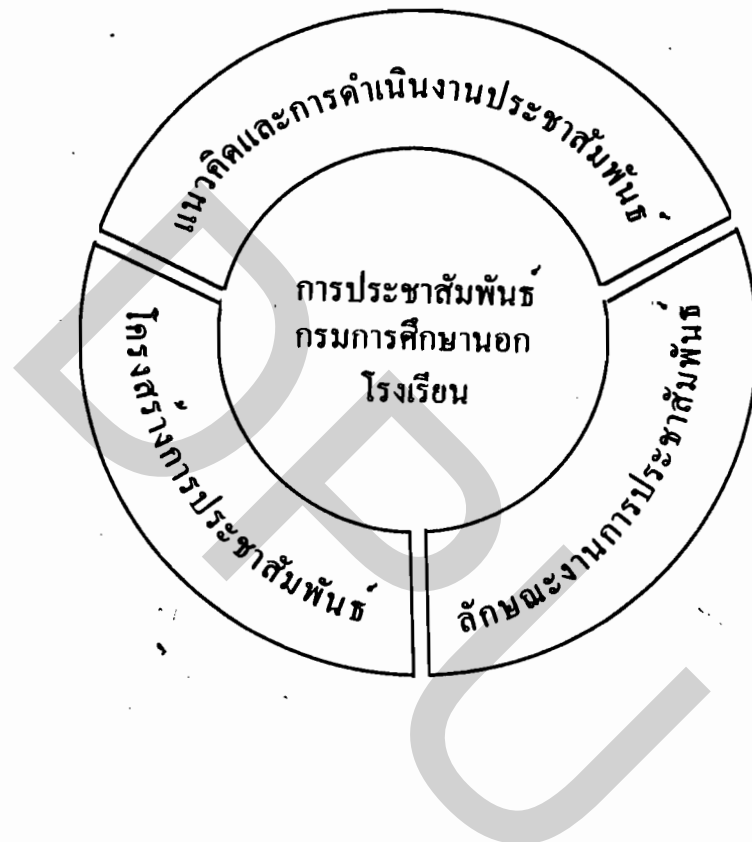 แนวคิดและการดำเนินงานประชาสัมพันธ์
การประชาสัมพันธ์
กรมการศึกษานอก
โรงเรียน
โครงสร้างการประชาสัมพันธ์
ลักษณะงานการประชาสัมพันธ์
DPU